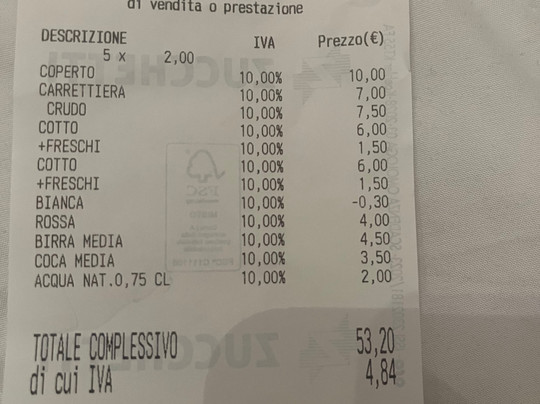 di vendita o prestazione
DESCRIZIONE IVA Prezzo(€)
5 x 2,00
COPERTO 10,00% 10,00
CARRETTIERA 10,00% 7,00
CRUDO 10,00% 7,50
COTTO 10,00% 6,00
+FRESCHI 10,00% 1,50
COTTO 10,00% 6,00
+FRESCHI 10,00% 1,50
BIANCA 10,00% -0,30
ROSSA 10,00% 4,00
BIRRA MEDIA 10,00% 4,50
COCA MEDIA 10,00% 3,50
ACQUA NAT.0,75 CL 10,00% 2,00
TOTALE COMPLESSIVO 53,20
di cui IVA 4,84
ZUCCHETTI
FSC
ZUCCHETTI